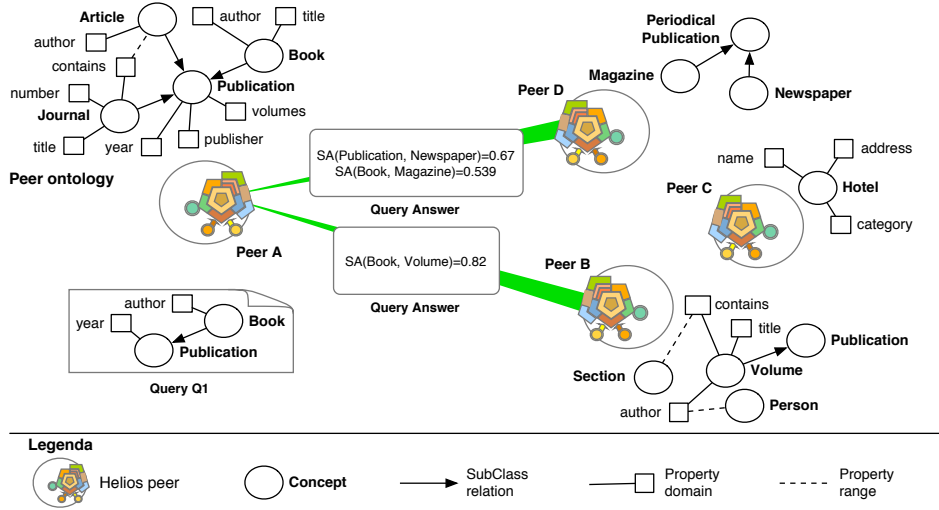 Article
author
title
author
Book
contains
number
Publication
Journal
volumes
title
year
publisher
Peer ontology
Peer A
SA(Publication, Newspaper)=0.67
SA(Book, Magazine)=0.539
Query Answer
SA(Book, Volume)=0.82
Query Answer
Periodical
Publication
Magazine
Newspaper
Peer D
name
address
Peer C
Hotel
category
Peer B
contains
title
Publication
Section
Volume
author
Person
author
year
Book
Publication
Query Q1
Legenda
Helios peer
Concept
SubClass
relation
Property
domain
Property
range